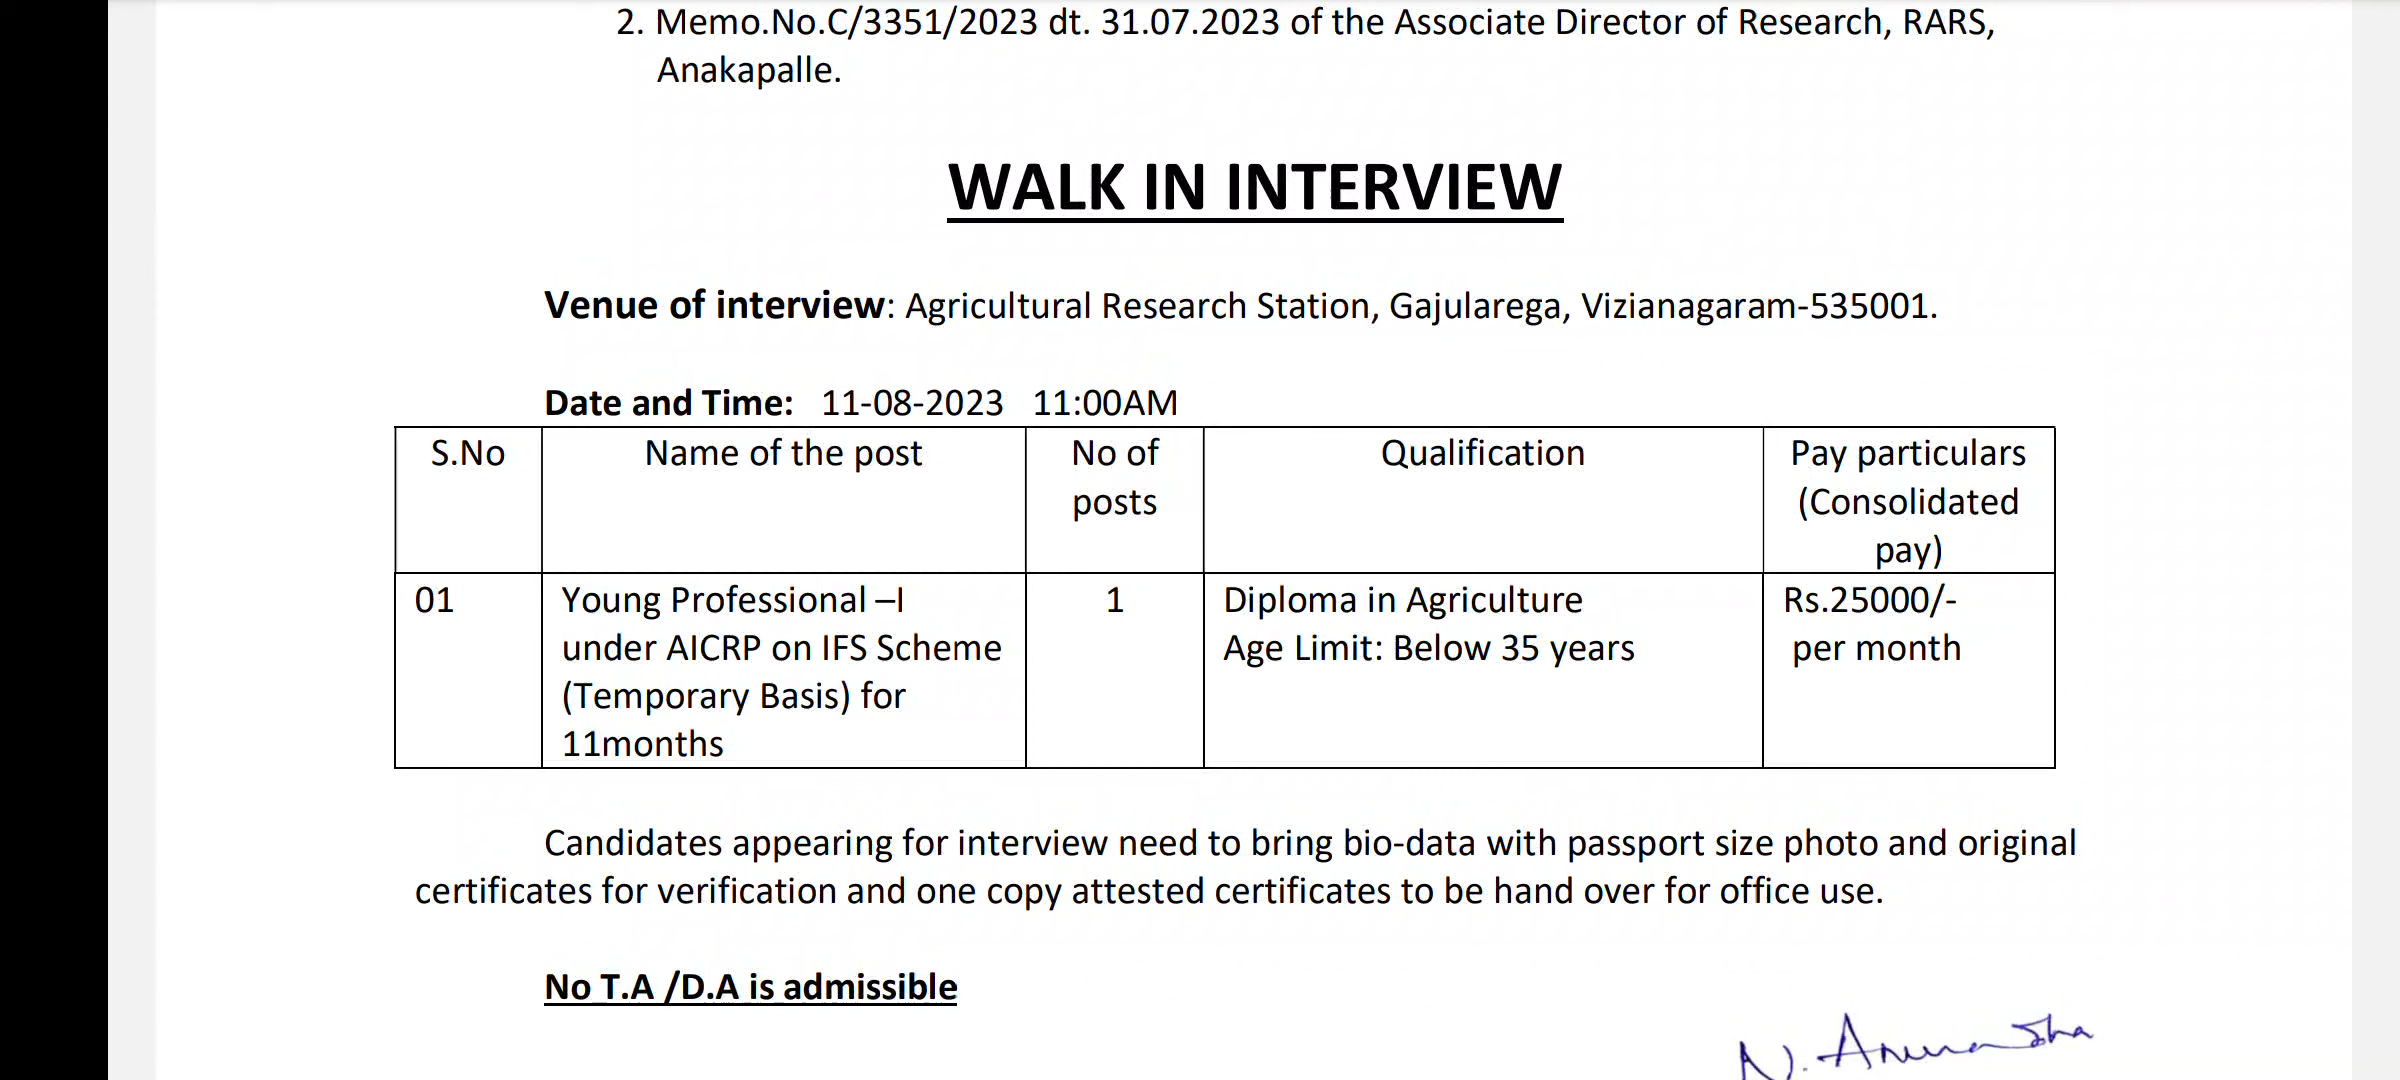 2. Memo.No.C/3351/2023 dt. 31.07.2023 of the Associate Director of Research, RARS,
Anakapalle.
WALK IN INTERVIEW
Venue of interview: Agricultural Research Station, Gajularega, Vizianagaram-535001.
Date and Time: 11-08-2023 11:00AM
S.No Name of the post No of Qualification Pay particulars
posts (Consolidated
pay)
01 Young Professional –I 1 Diploma in Agriculture Rs.25000/-
under AICRP on IFS Scheme Age Limit: Below 35 years per month
(Temporary Basis) for
11months
Candidates appearing for interview need to bring bio-data with passport size photo and original
certificates for verification and one copy attested certificates to be hand over for office use.
No T.A /D.A is admissible
N. Anuradha